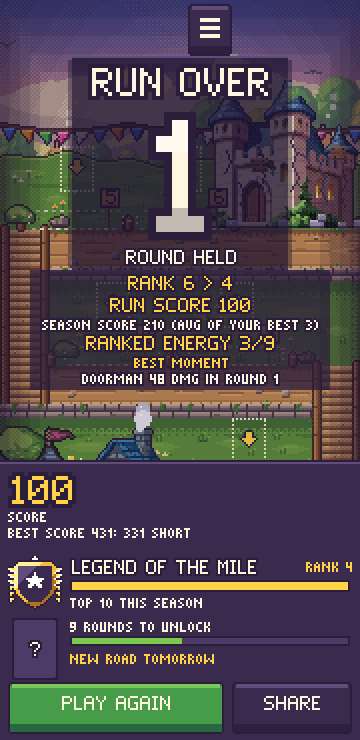 RUN OVER
1
5 6
ROUND HELD
RANK 6 > 4
RUN SCORE 100
SEASON SCORE 210 (AVG OF YOUR BEST 3)
RANKED ENERGY 3/9
BEST MOMENT
DOORMAN 48 DMG IN ROUND 1
100
SCORE
BEST SCORE 431: 331 SHORT
LEGEND OF THE MILE RANK 4
TOP 10 THIS SEASON
9 ROUNDS TO UNLOCK
?
NEW ROAD TOMORROW
PLAY AGAIN SHARE